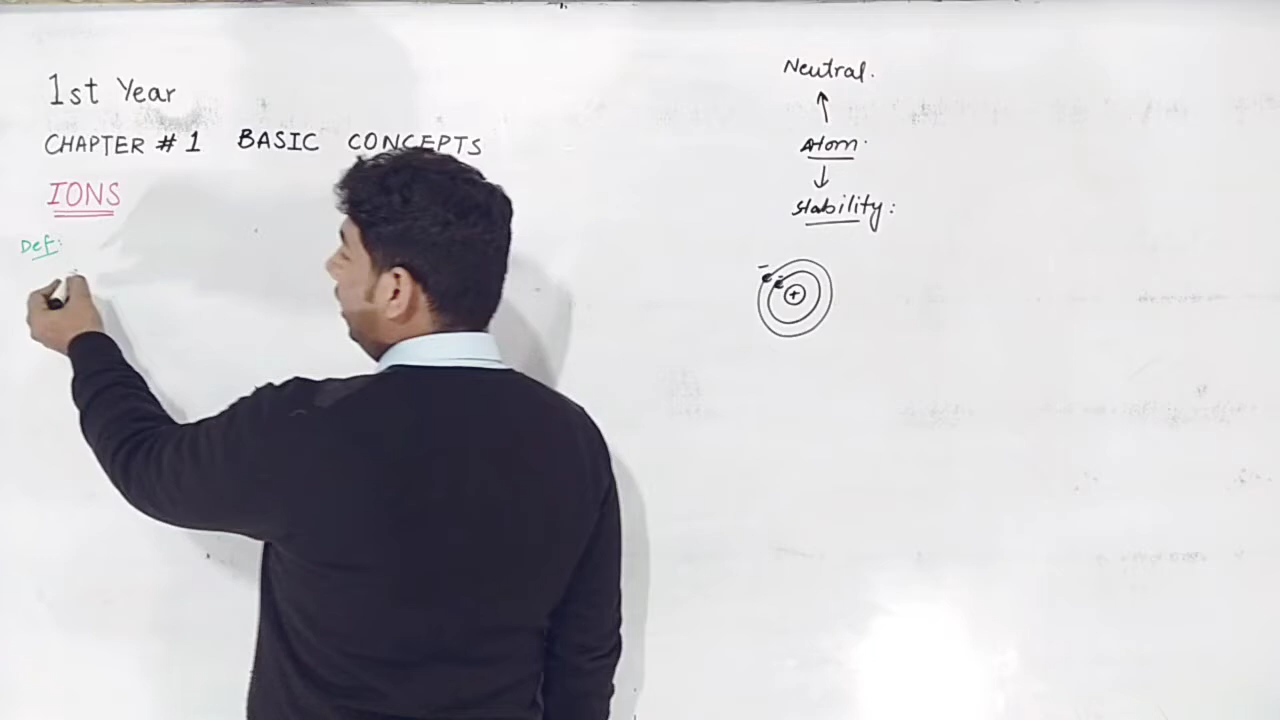 1st Year
CHAPTER # 1 BASIC CONCEPTS
IONS
Def:
Neutral.
↑
Atom.
↓
stability:
- -
+